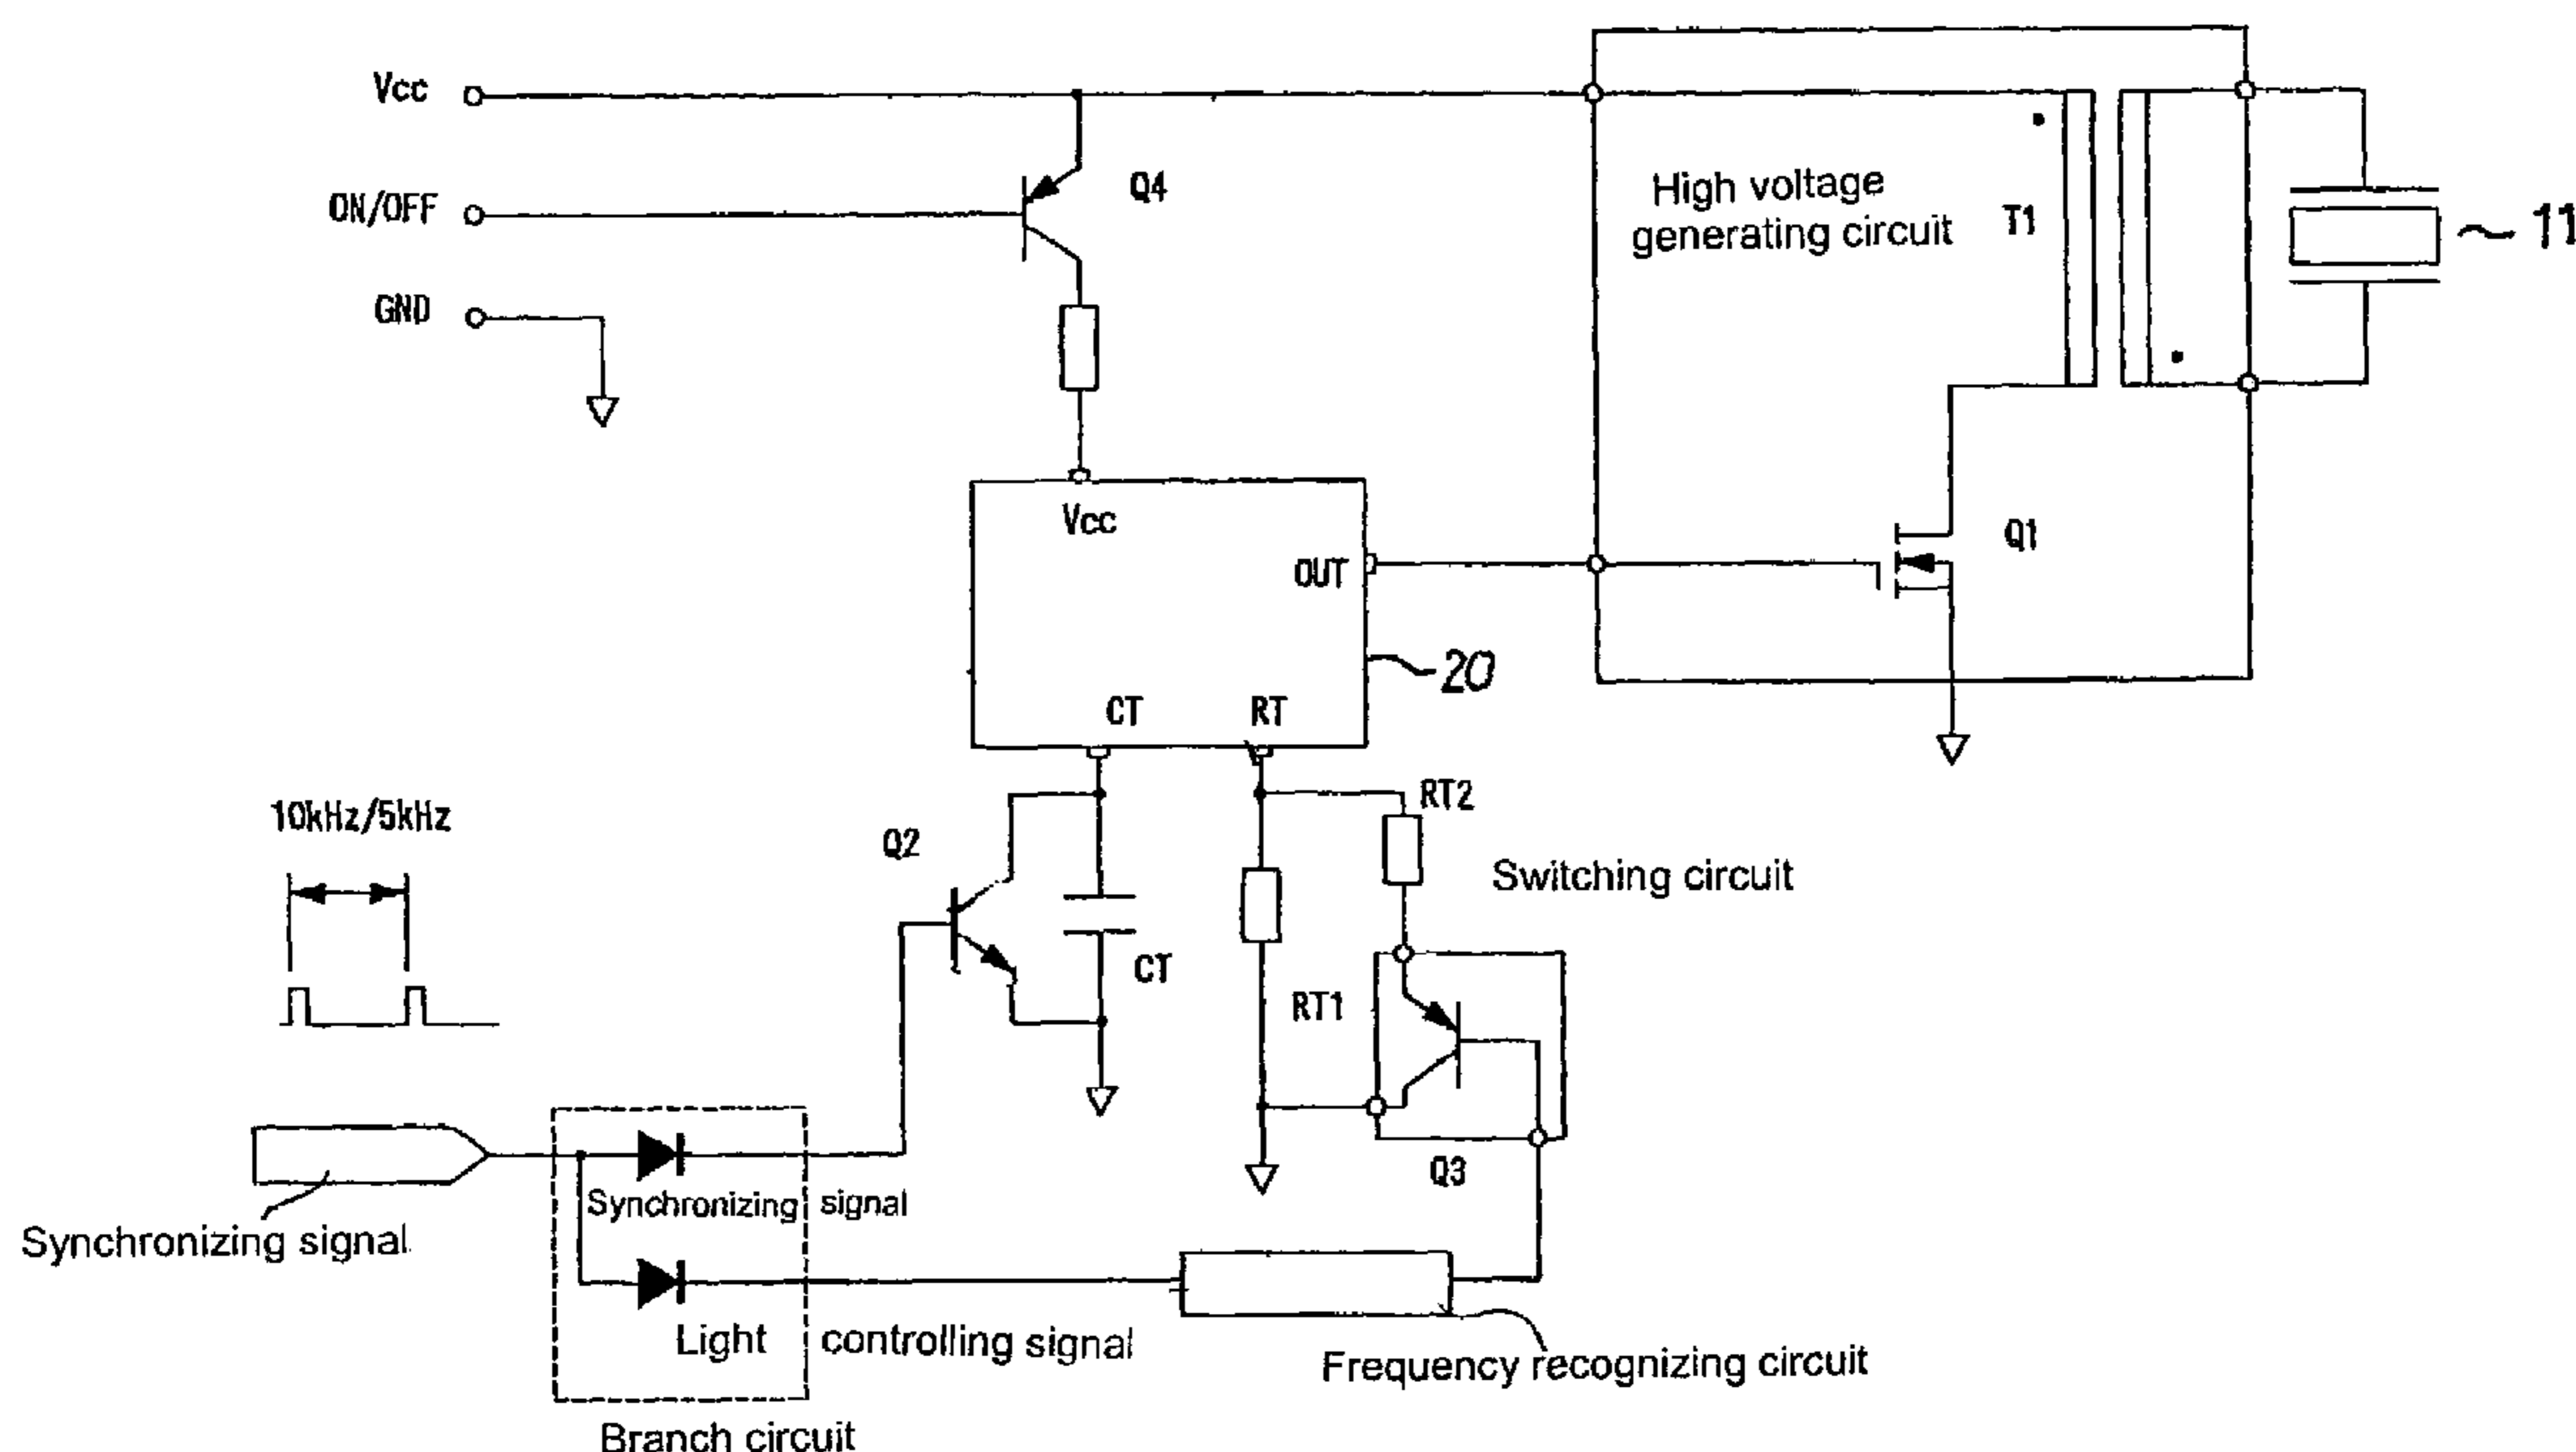 Vcc
ON/OFF
GND
Q4
High voltage
generating circuit
T1
11
Q1
Vcc
OUT
20
CT
RT
10kHz/5kHz
Q2
CT
RT2
Switching circuit
RT1
Q3
Synchronizing signal
Synchronizing signal
Light controlling signal
Frequency recognizing circuit
Branch circuit